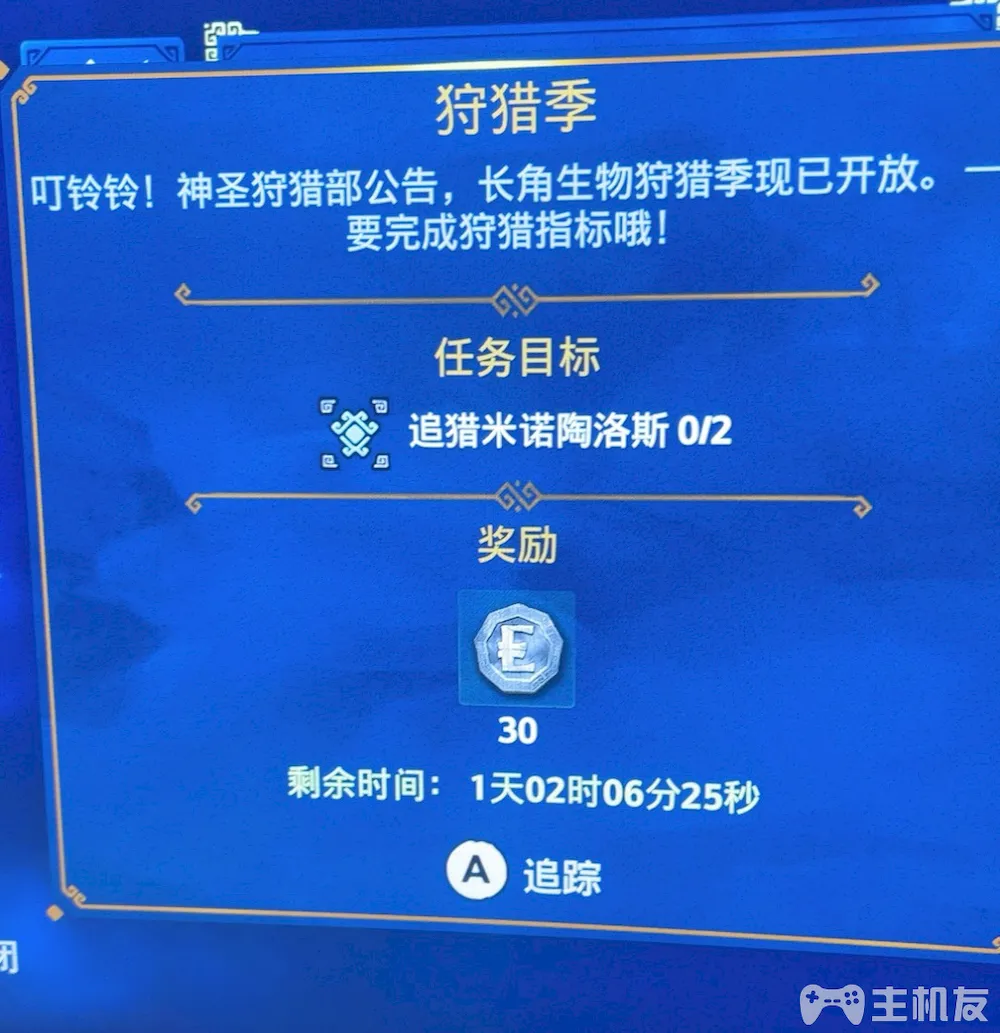 狩猎季
叮铃铃！神圣狩猎部公告，长角生物狩猎季现已开放。一
要完成狩猎指标哦！
任务目标
追猎米诺陶洛斯 0/2
奖励
30
剩余时间： 1天02时06分25秒
A 追踪
闭
主机友